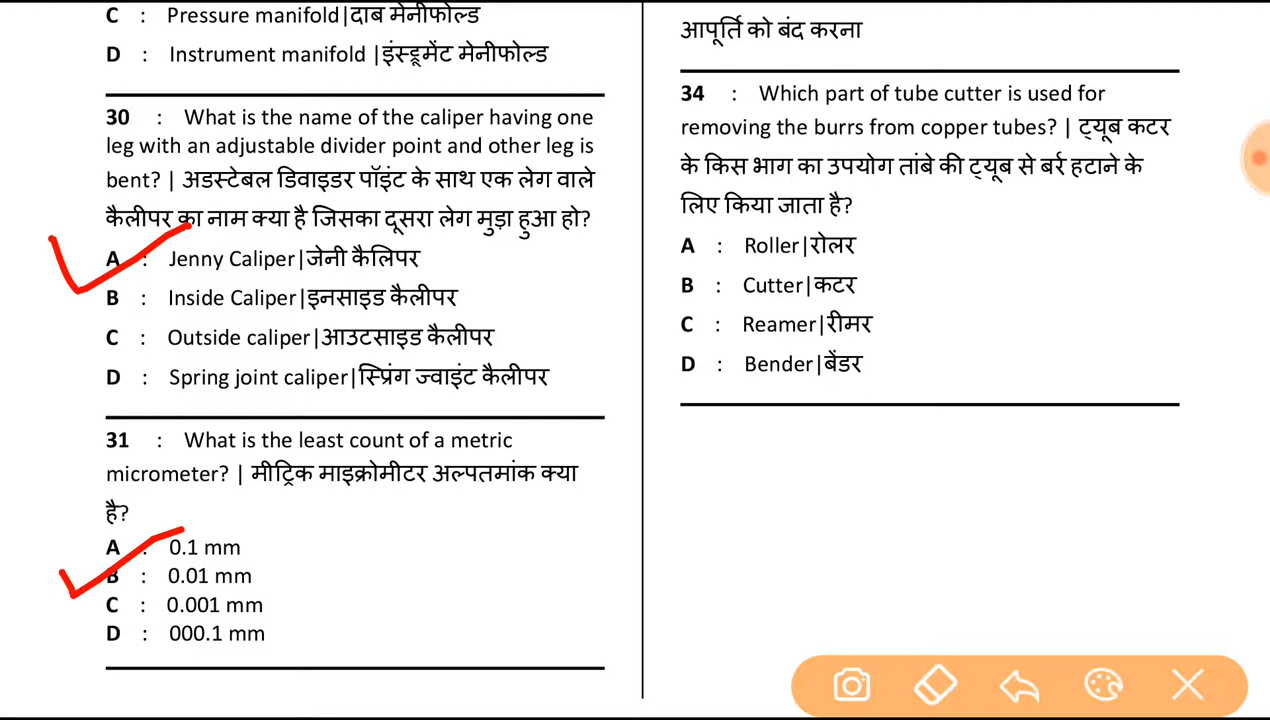 C : Pressure manifold|दाब मेनीफोल्ड
D : Instrument manifold |इंस्ट्रूमेंट मेनीफोल्ड
30 : What is the name of the caliper having one
leg with an adjustable divider point and other leg is
bent? | अडस्टेबल डिवाइडर पॉइंट के साथ एक लेग वाले
कैलीपर का नाम क्या है जिसका दूसरा लेग मुड़ा हुआ हो?
A : Jenny Caliper|जेनी कैलिपर
B : Inside Caliper|इनसाइड कैलीपर
C : Outside caliper|आउटसाइड कैलीपर
D : Spring joint caliper|स्प्रिंग ज्वाइंट कैलीपर
31 : What is the least count of a metric
micrometer? | मीट्रिक माइक्रोमीटर अल्पतमांक क्या
है?
A : 0.1 mm
B : 0.01 mm
C : 0.001 mm
D : 000.1 mm
आपूर्ति को बंद करना
34 : Which part of tube cutter is used for
removing the burrs from copper tubes? | ट्यूब कटर
के किस भाग का उपयोग तांबे की ट्यूब से बर्र हटाने के
लिए किया जाता है?
A : Roller|रोलर
B : Cutter|कटर
C : Reamer|रीमर
D : Bender|बेंडर